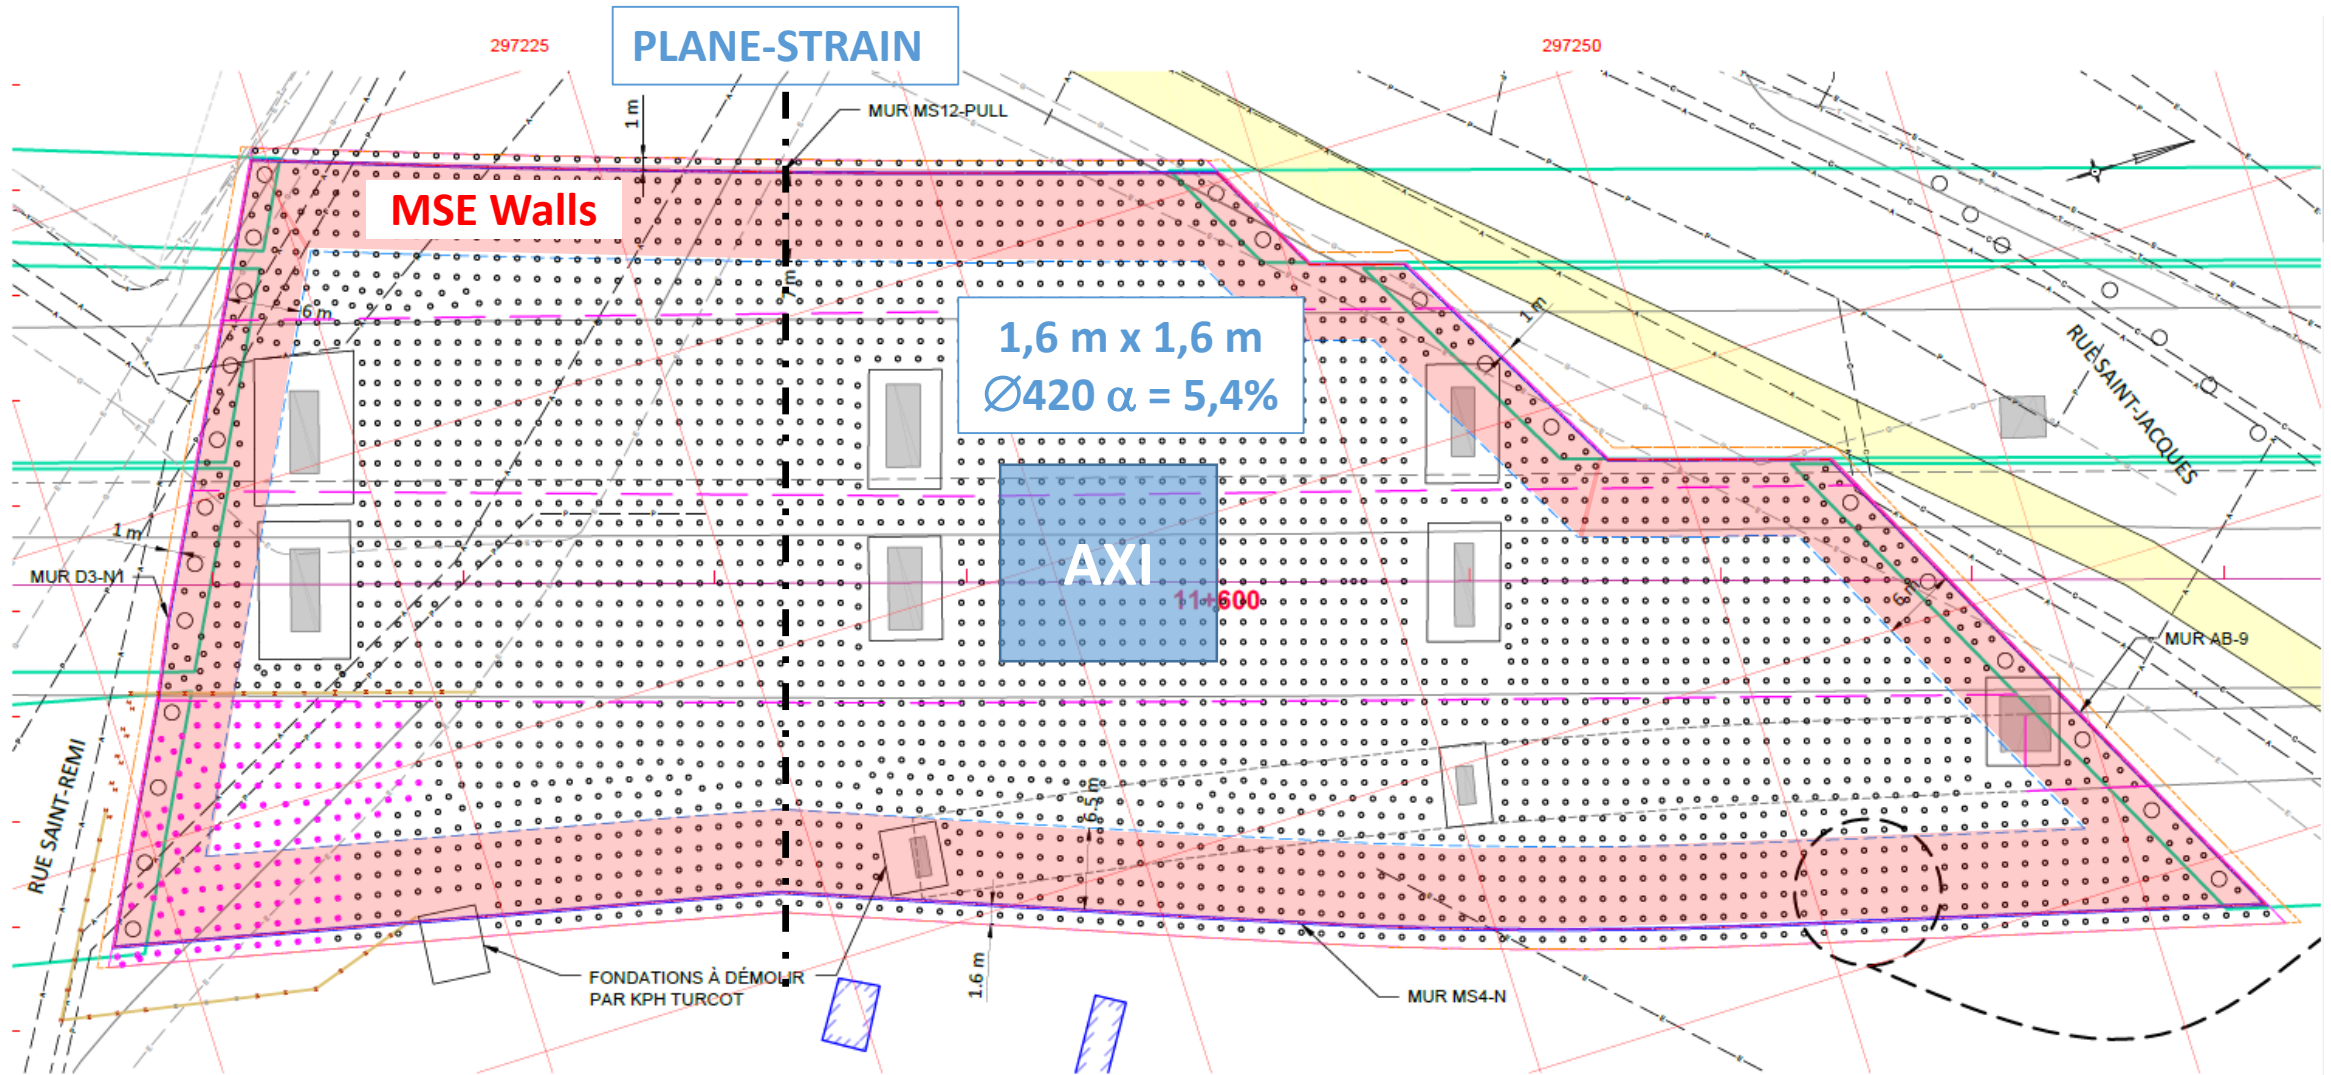 297225
PLANE-STRAIN
297250
1 m
MUR MS12-PULL
MSE Walls
7 m
6 m
1 m
1,6 m x 1,6 m
∅420 α = 5,4%
RUE SAINT-JACQUES
1 m
AXI
MUR D3-N1
11+600
6 m
MUR AB-9
RUE SAINT-REMI
6.5 m
FONDATIONS À DÉMOLIR
PAR KPH TURCOT
1.6 m
MUR MS4-N